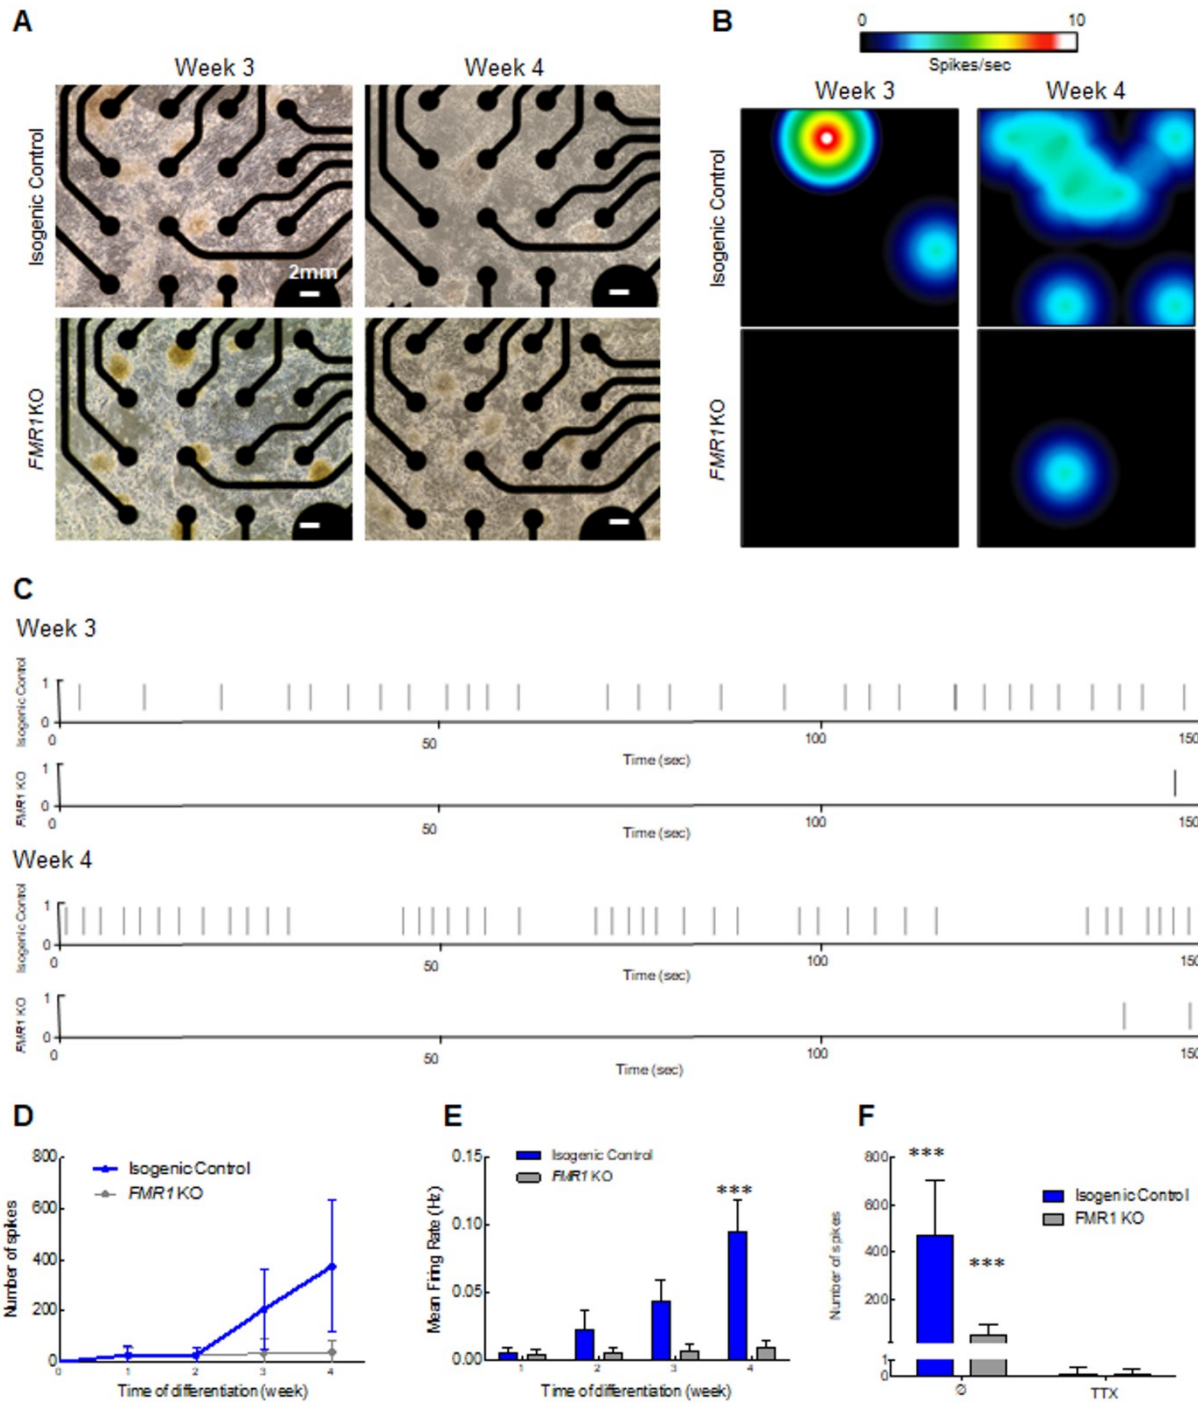 A
Week 3 Week 4
Isogenic Control
2mm
FMR1KO
B
0 10
Spikes/sec
Week 3 Week 4
Isogenic Control
FMR1KO
C
Week 3
Isogenic Control
1
0
0 50 100 150
Time (sec)
FMR1 KO
1
0
0 50 100 150
Time (sec)
Week 4
Isogenic Control
1
0
0 50 100 150
Time (sec)
FMR1 KO
1
0
0 50 100 150
Time (sec)
D
Number of spikes
800
600
400
200
0
Isogenic Control
FMR1 KO
0 1 2 3 4
Time of differentiation (week)
E
Mean Firing Rate (Hz)
0.15
0.10
0.05
0.00
Isogenic Control
FMR1 KO
***
1 2 3 4
Time of differentiation (week)
F
Number of spikes
800
600
400
200
1
0
***
***
Isogenic Control
FMR1 KO
TTX